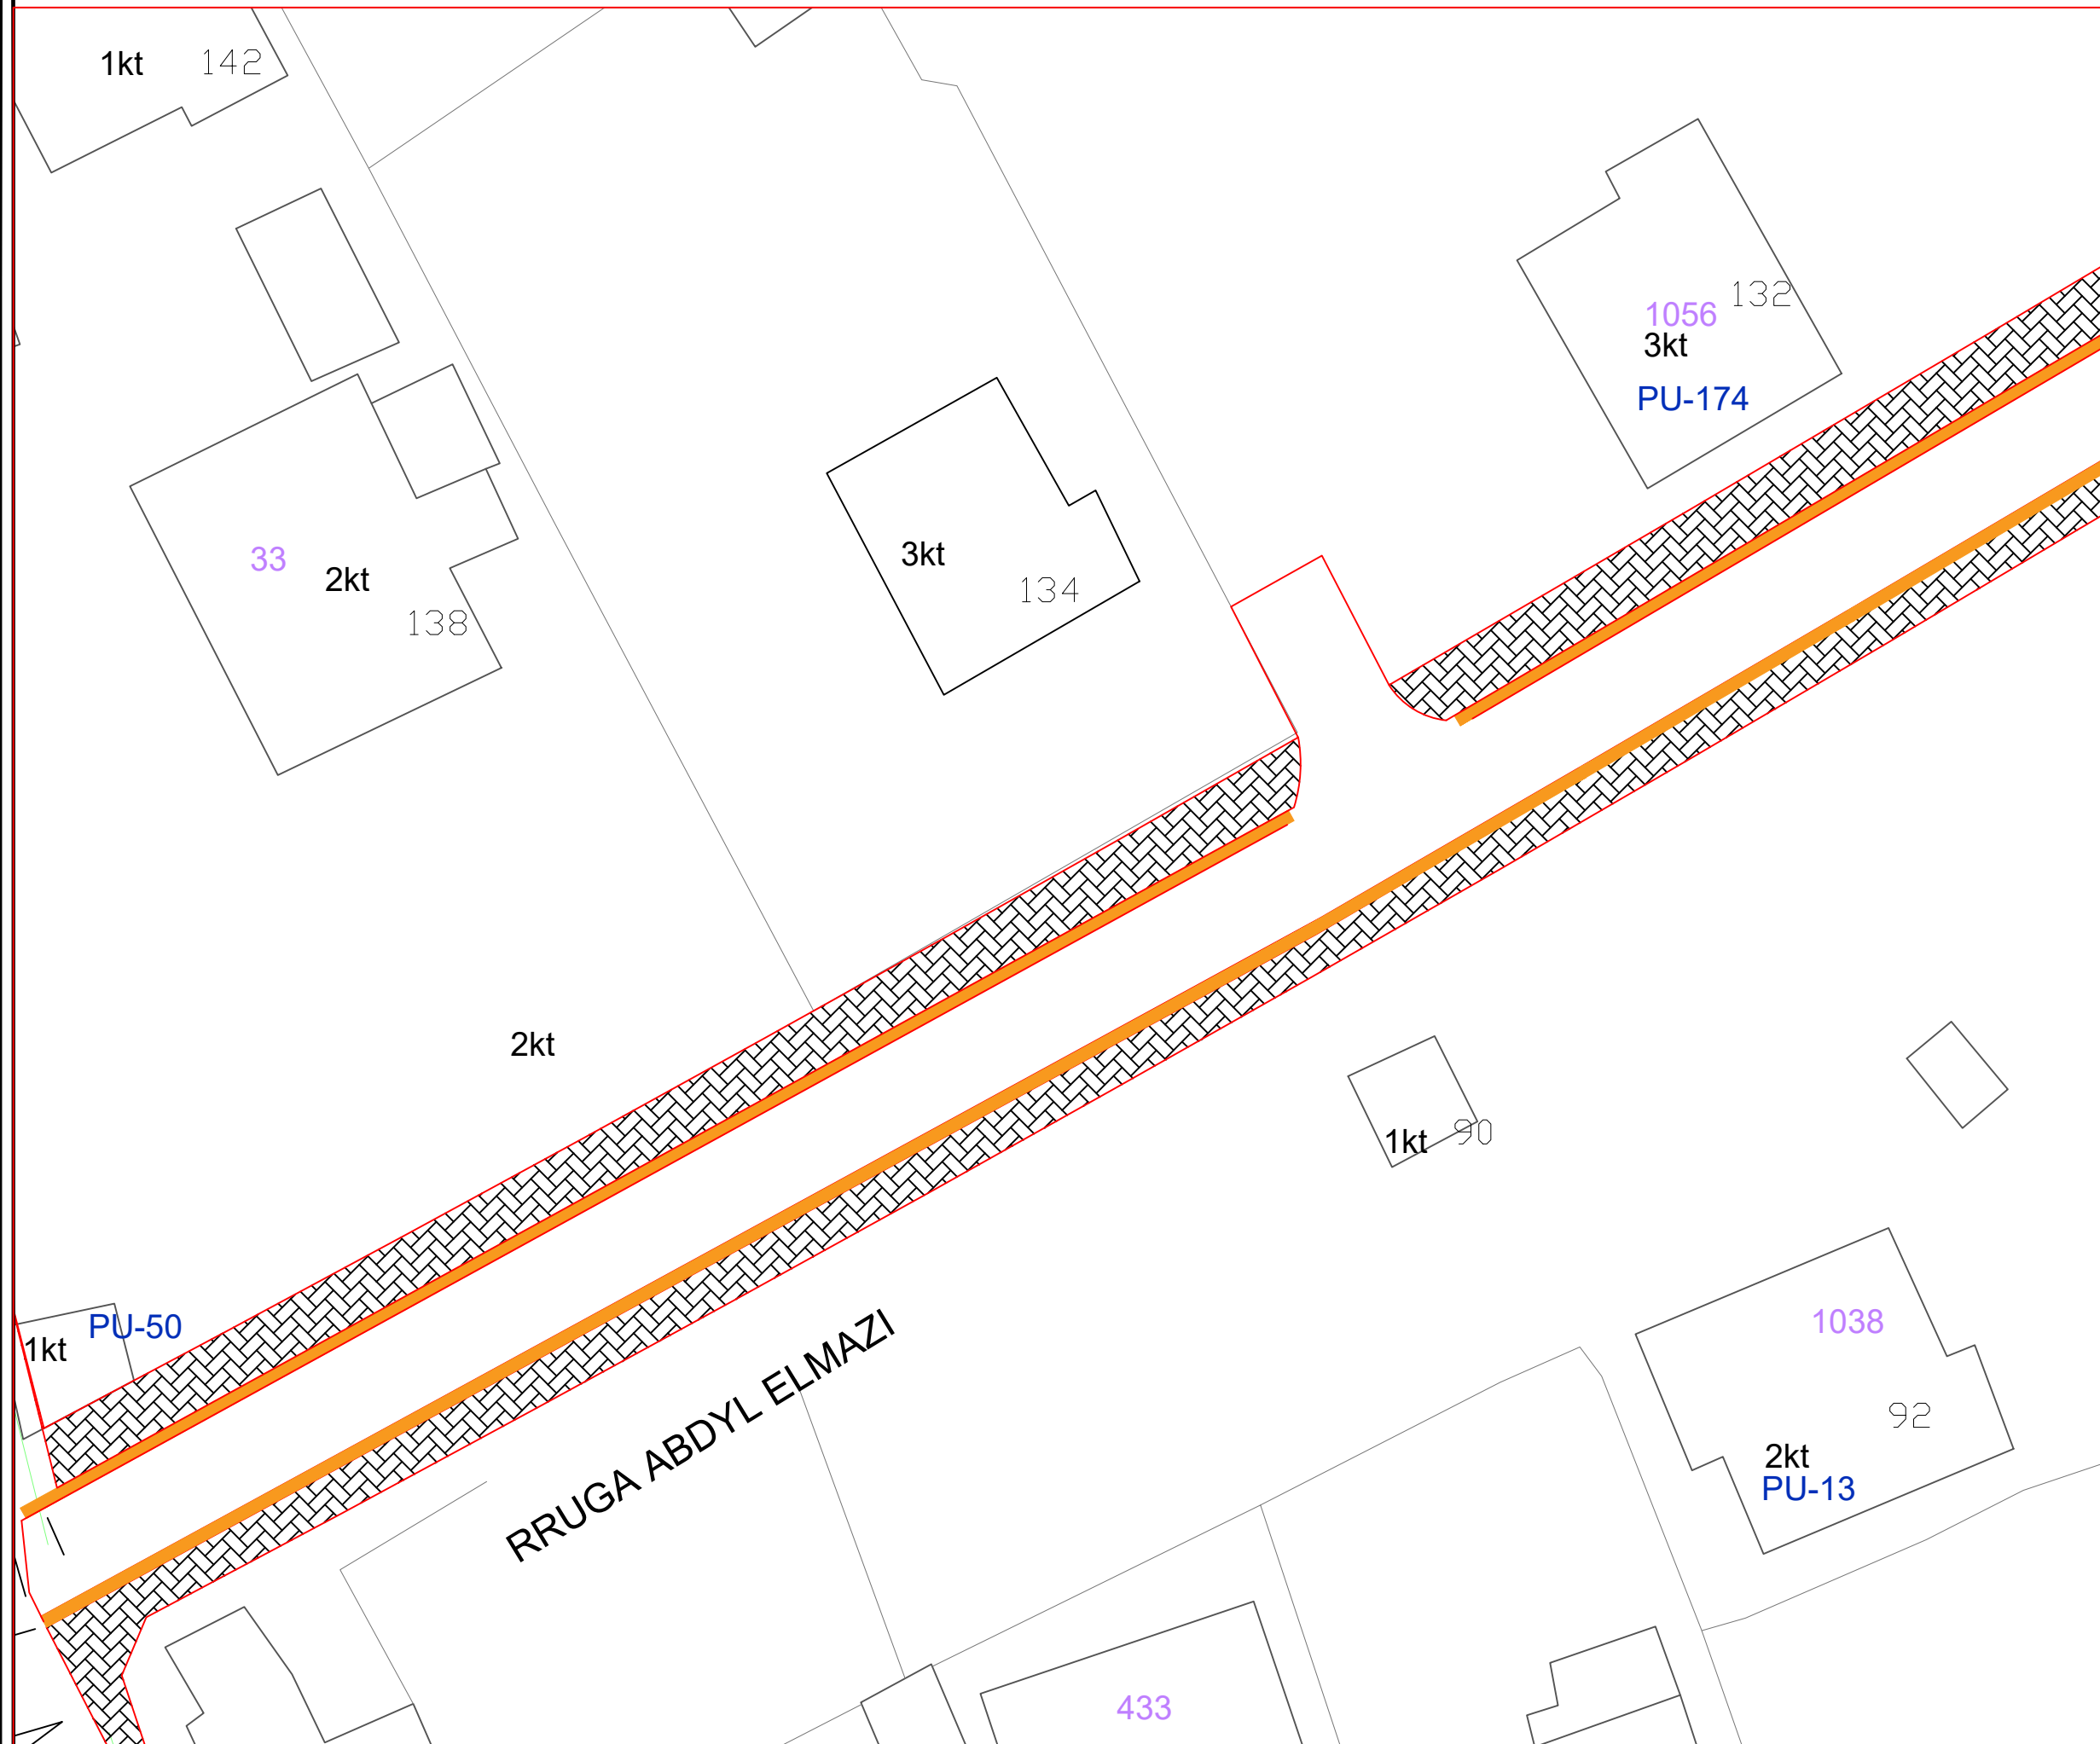 1kt 142
1056 132
3kt
PU-174
33 2kt
138
3kt
134
2kt
1kt 90
PU-50
1kt
RRUGA ABDYL ELMAZI
1038
92
2kt
PU-13
433